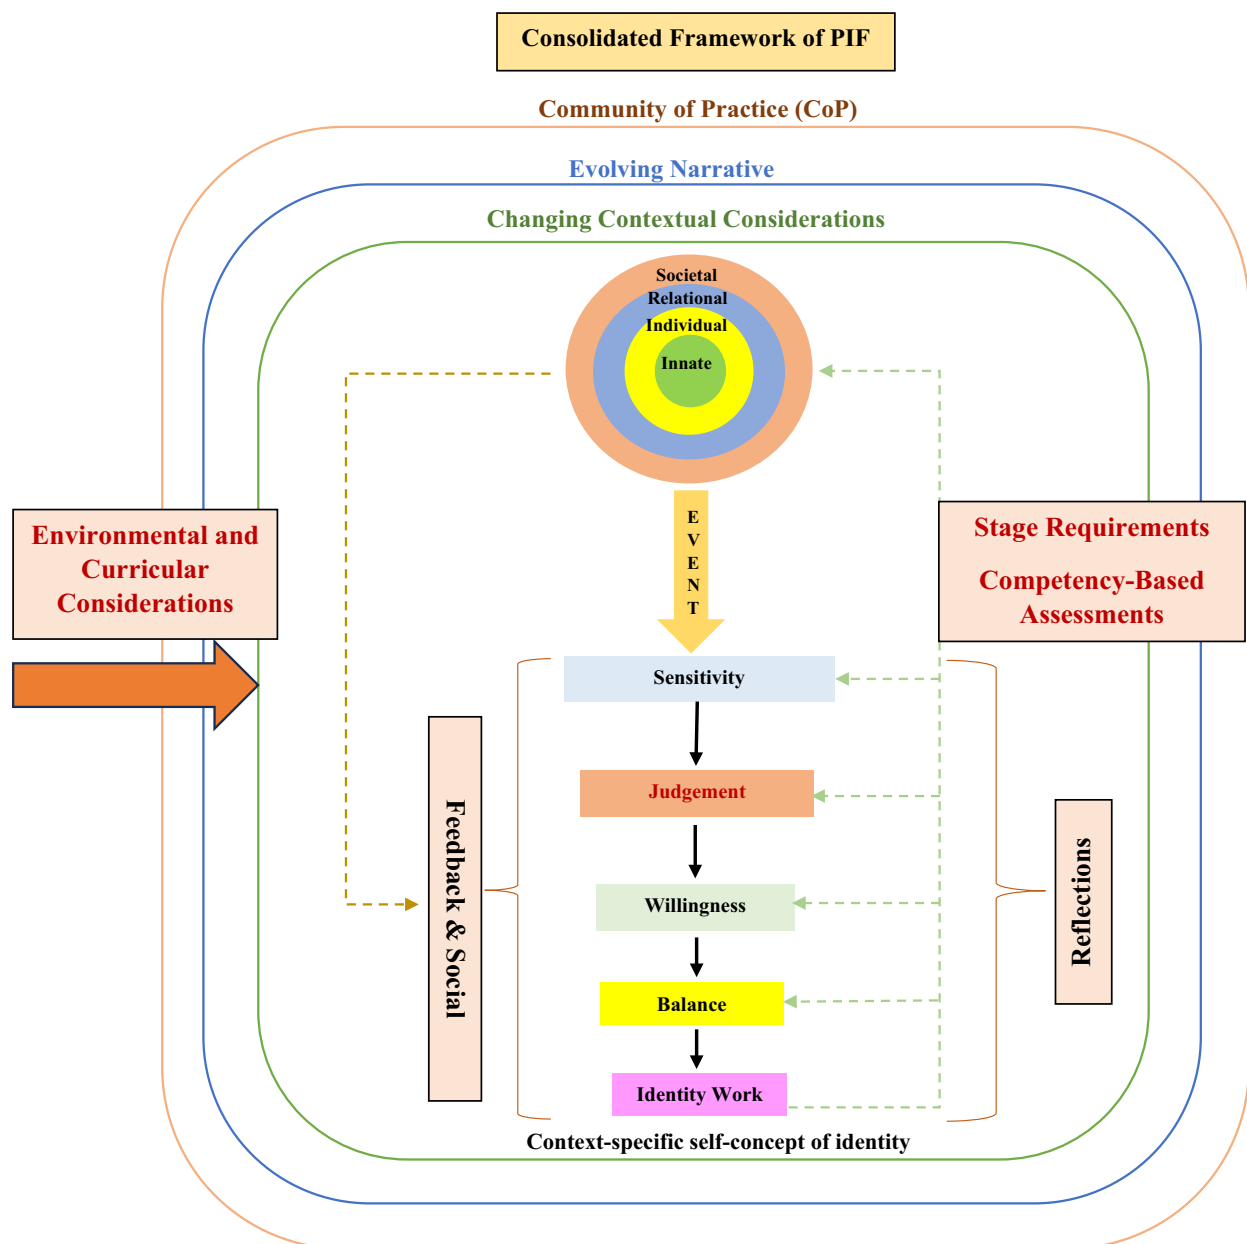 Consolidated Framework of PIF
Community of Practice (CoP)
Evolving Narrative
Changing Contextual Considerations
Societal
Relational
Individual
Innate
E
V
E
N
T
Environmental and
Curricular
Considerations
Stage Requirements
Competency-Based
Assessments
Sensitivity
Judgement
Willingness
Balance
Identity Work
Feedback & Social
Reflections
Context-specific self-concept of identity